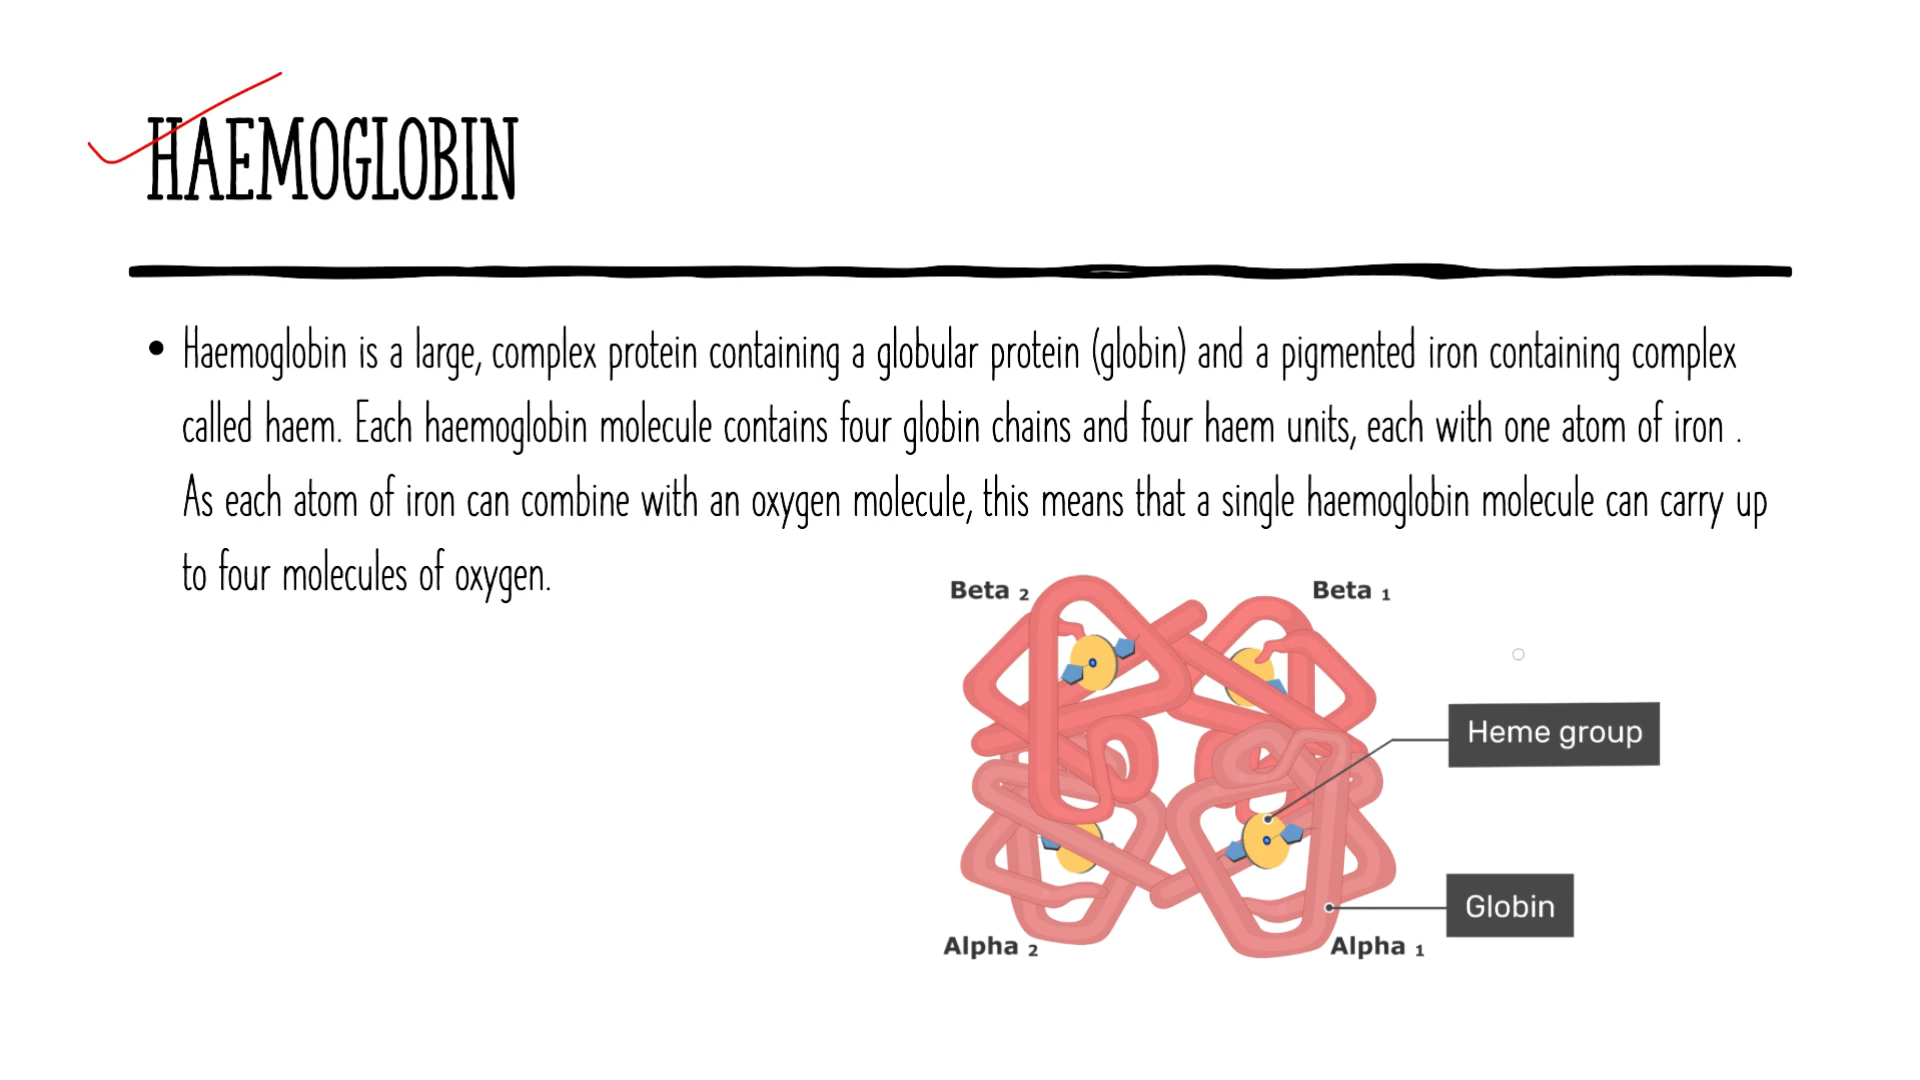 HAEMOGLOBIN
• Haemoglobin is a large, complex protein containing a globular protein (globin) and a pigmented iron containing complex
called haem. Each haemoglobin molecule contains four globin chains and four haem units, each with one atom of iron .
As each atom of iron can combine with an oxygen molecule, this means that a single haemoglobin molecule can carry up
to four molecules of oxygen.
Beta 2
Beta 1
Heme group
Globin
Alpha 2
Alpha 1